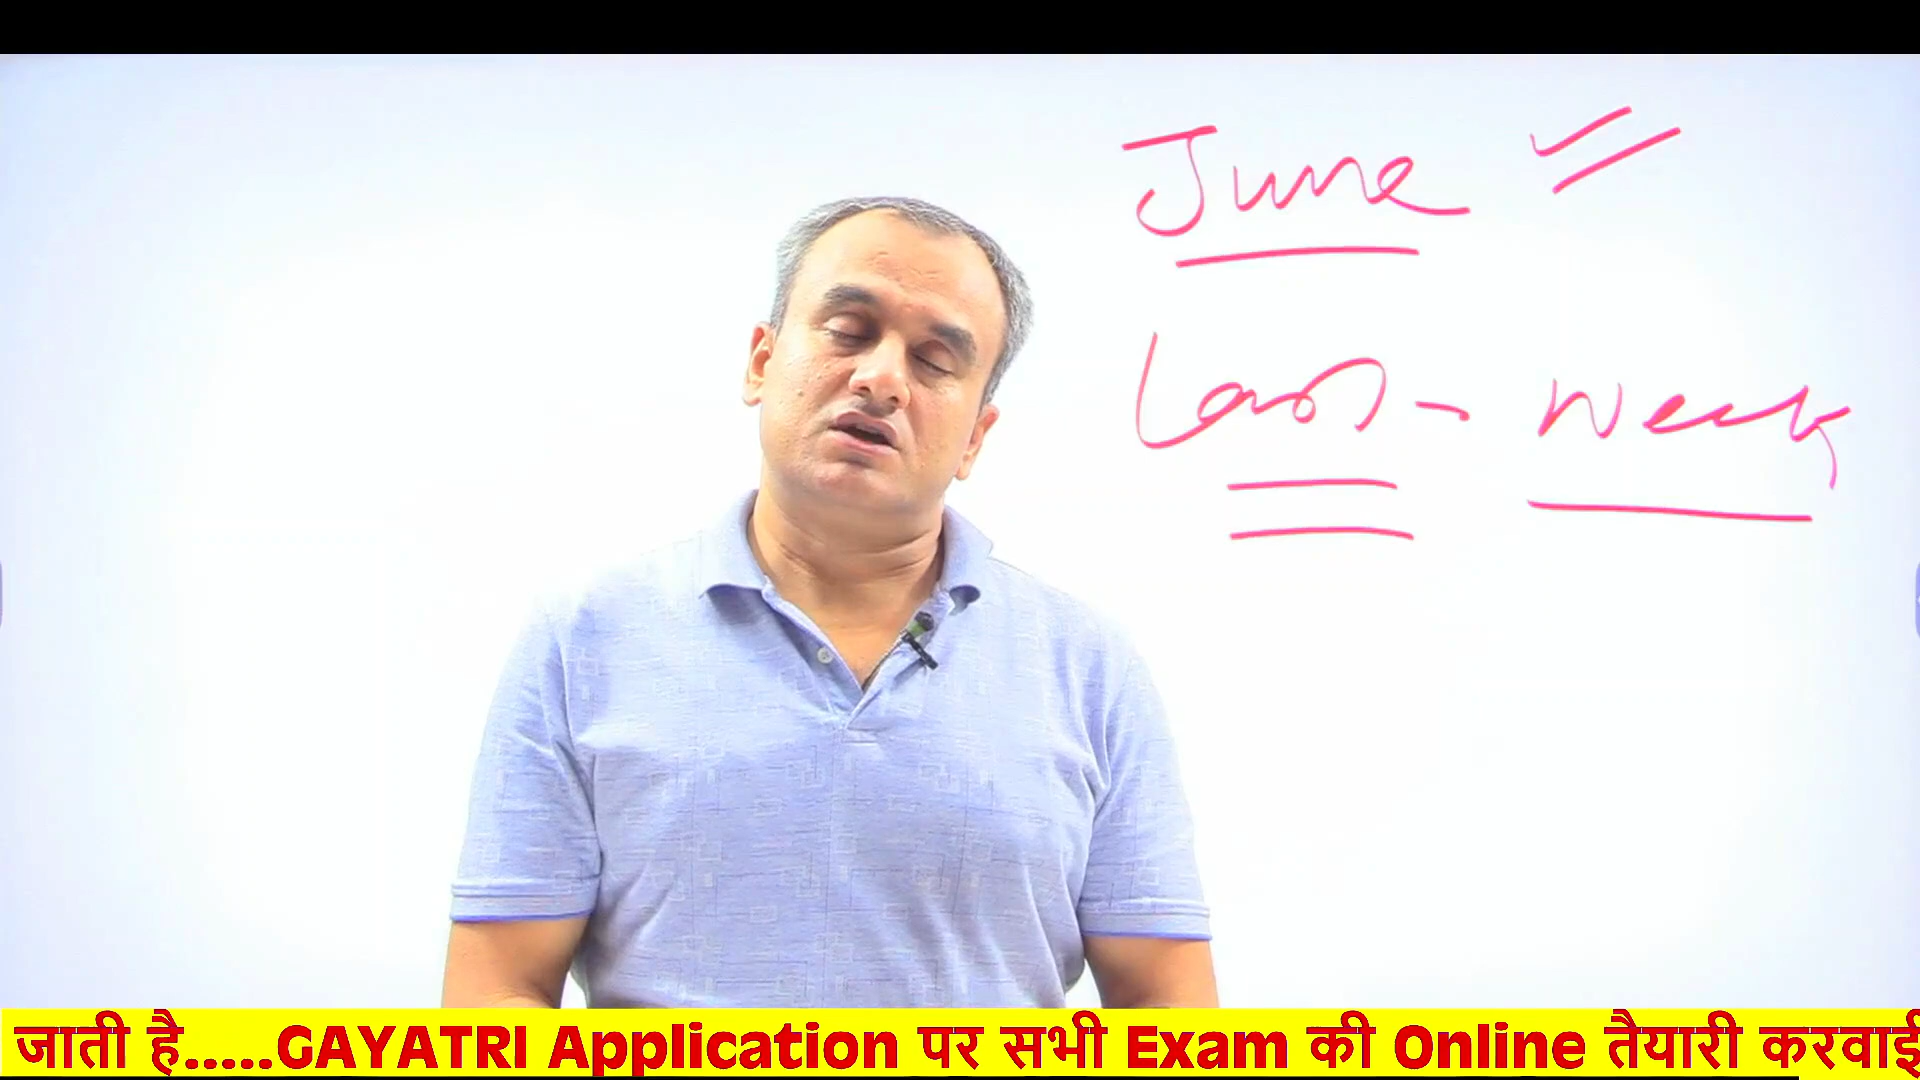 June
Last - Week
जाती है.....GAYATRI Application पर सभी Exam की Online तैयारी करवाई